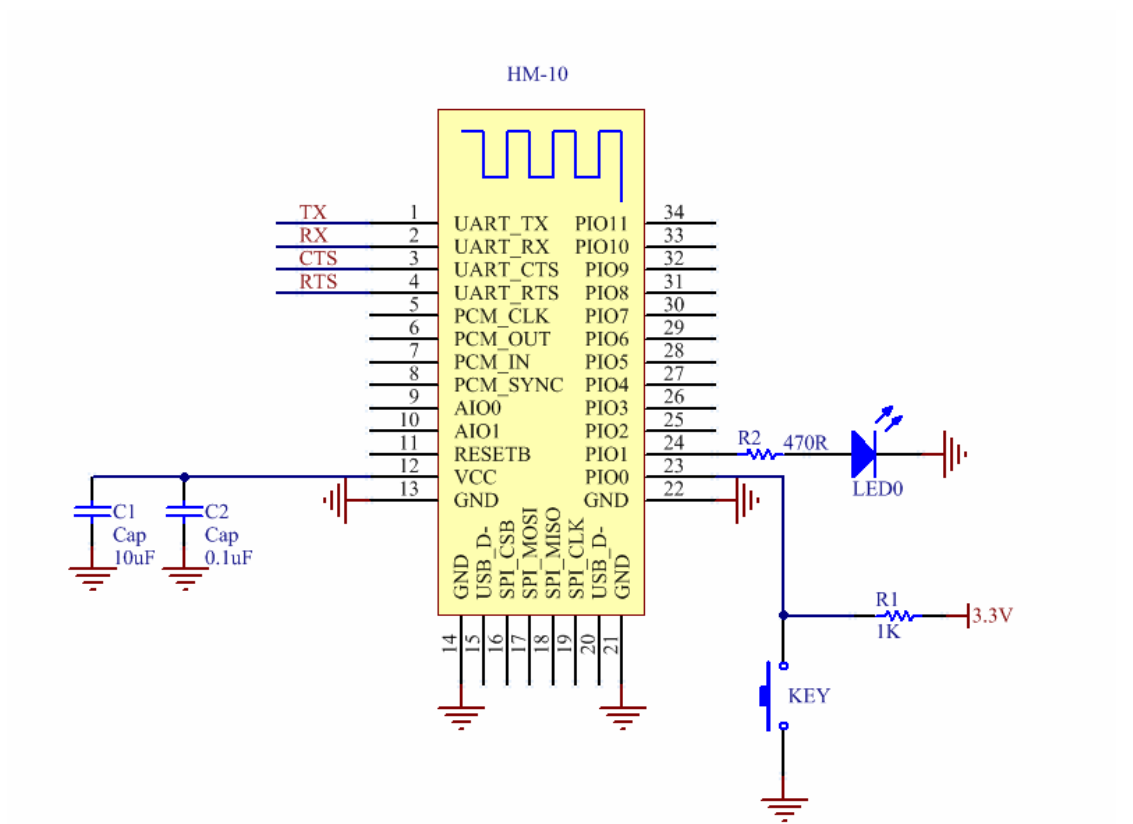 HM-10
TX 1 UART_TX PIO11 34
RX 2 UART_RX PIO10 33
CTS 3 UART_CTS PIO9 32
RTS 4 UART_RTS PIO8 31
5 PCM_CLK PIO7 30
6 PCM_OUT PIO6 29
7 PCM_IN PIO5 28
8 PCM_SYNC PIO4 27
9 AIO0 PIO3 26
10 AIO1 PIO2 25
11 RESETB PIO1 24 R2 470R
12 VCC PIO0 23
LED0
13 GND GND 22
C1 C2
Cap Cap
10uF 0.1uF
GND USB_D- SPI_CSB SPI_MOSI SPI_MISO SPI_CLK USB_D- GND
14 15 16 17 18 19 20 21
R1
3.3V
1K
KEY